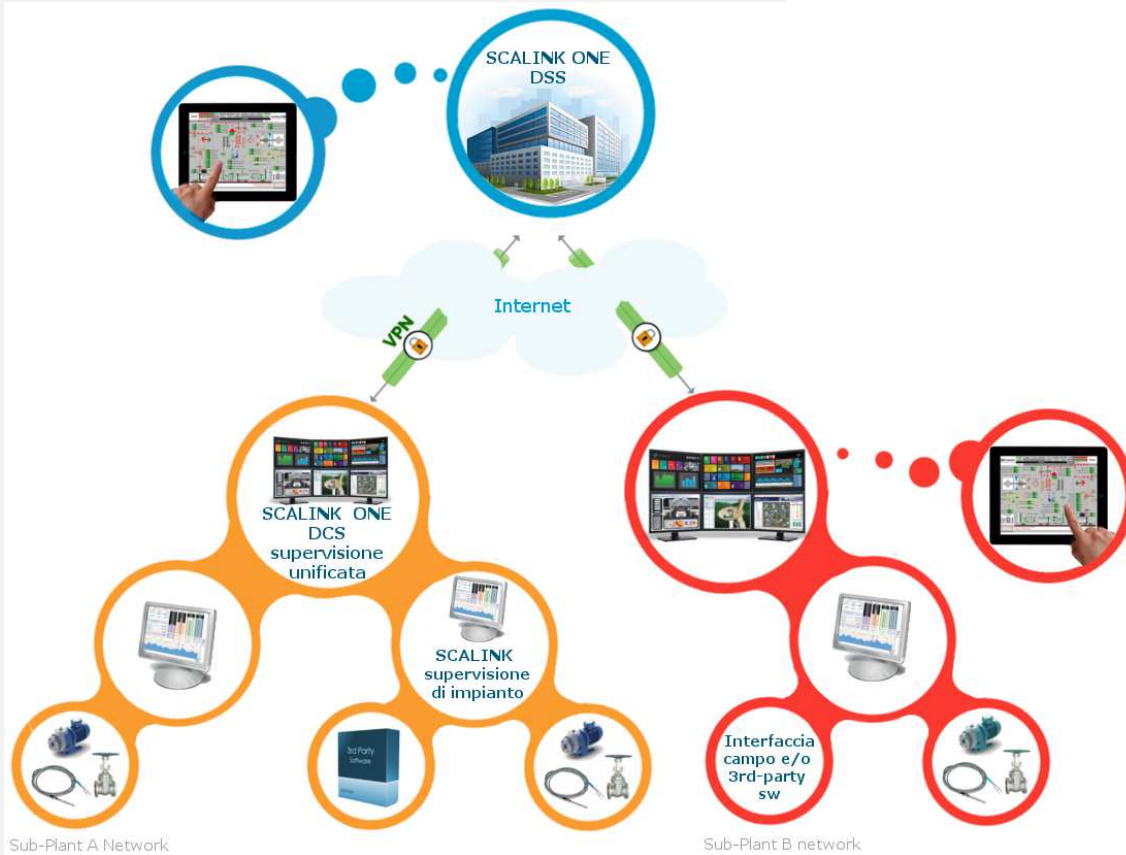 SCALINK ONE
DSS
Internet
VPN
SCALINK ONE
DCS
supervisione
unificata
SCALINK
supervisione
di impianto
3rd Party
Software
Interfaccia
campo e/o
3rd-party
sw
Sub-Plant A Network
Sub-Plant B network